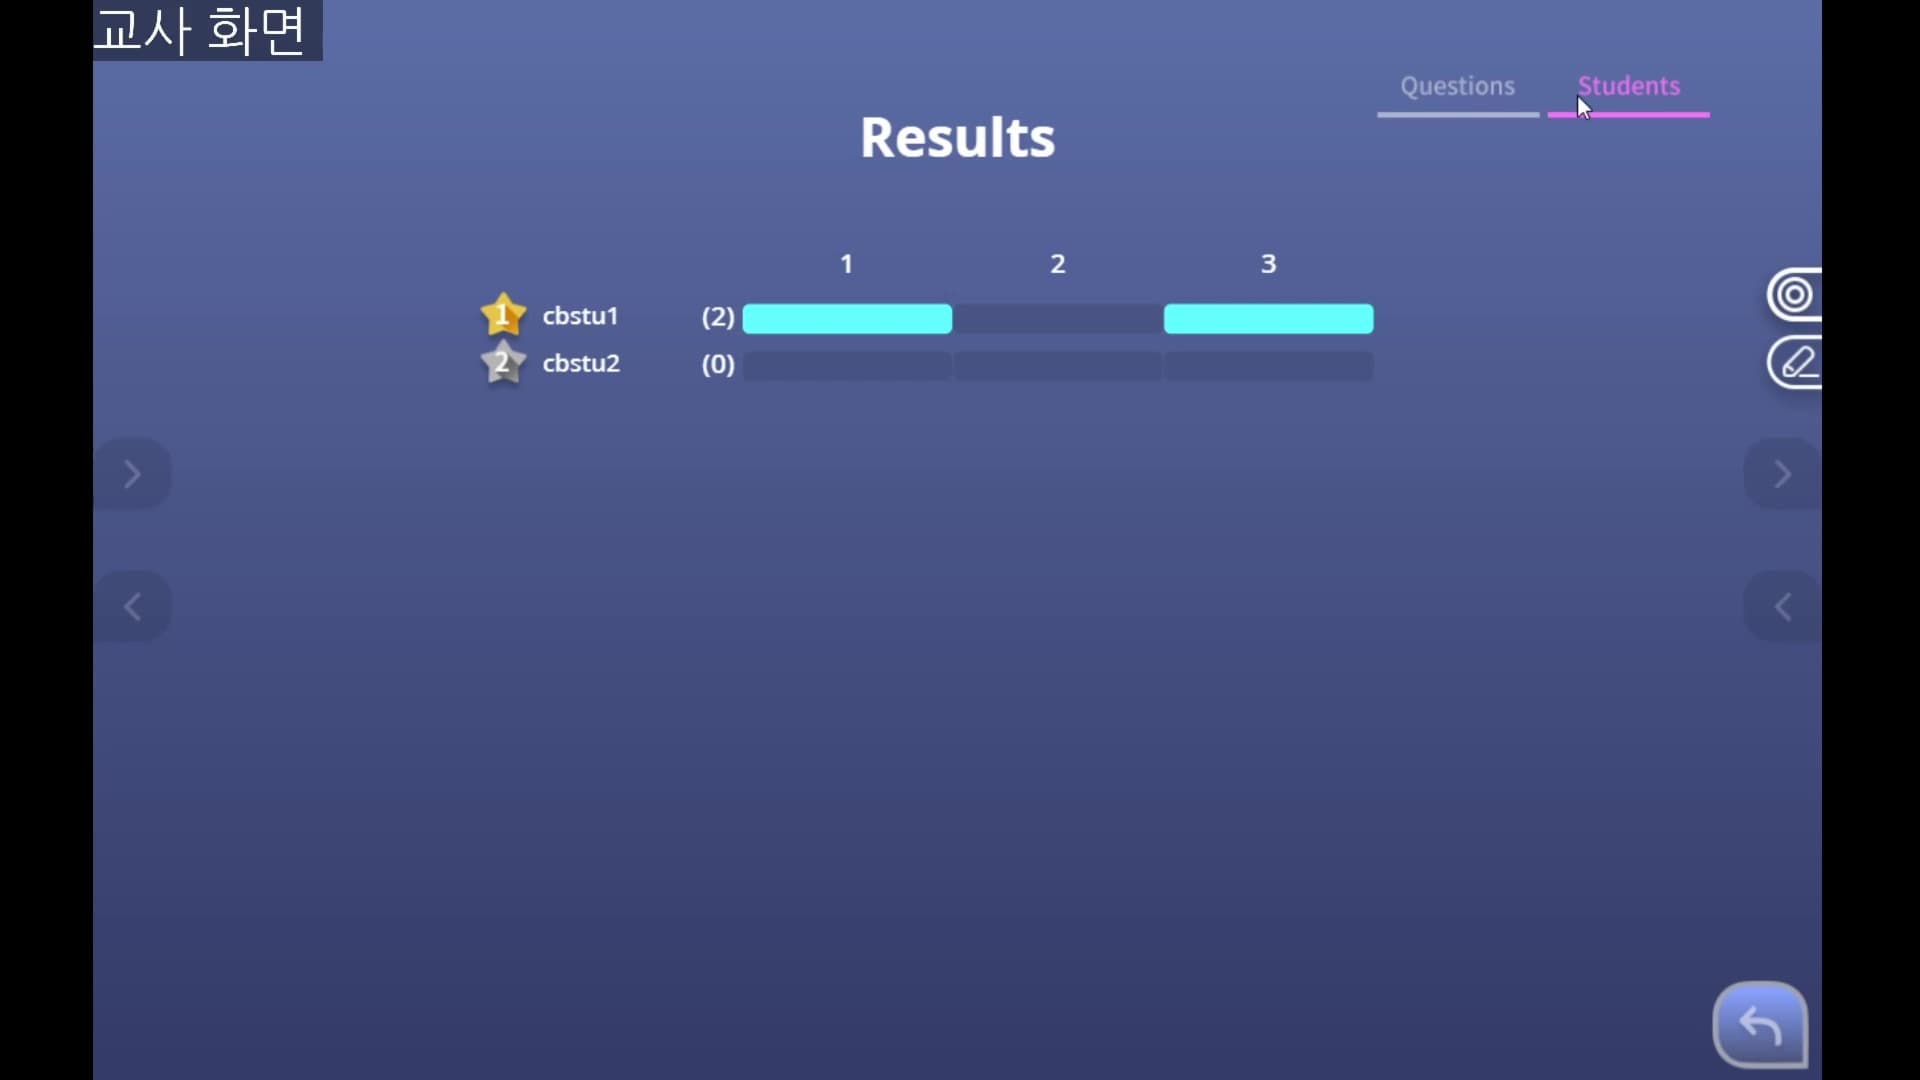 교사 화면
Questions Students
Results
1 2 3
1 cbstu1 (2)
2 cbstu2 (0)